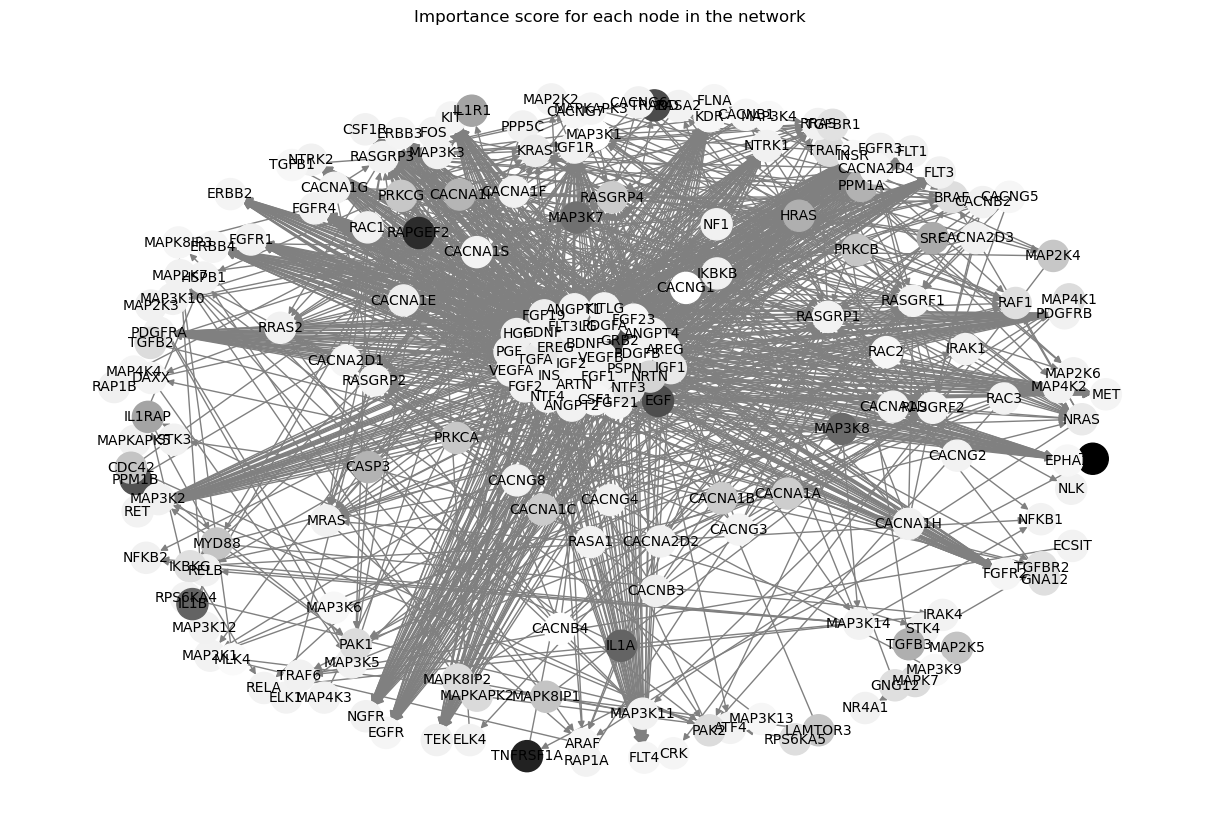 Importance score for each node in the network
MAP2K2
CACNG7
MAPKAPK3
CACNG6
RASA2
FLNA
KDR
CACNB1
MAP3K4
IL1R1
KIT
CSF1R
ERBB3
FOS
PPP5C
MAP3K1
IGF1R
KRAS
MAP3K3
RASGRP3
NTRK2
TGFB1
NTRK1
TGFBR1
TRAF2
INSR
FGFR3
FLT1
CACNA2D4
PPM1A
FLT3
ERBB2
CACNA1G
PRKCG
CACNA1I
CACNA1F
RASGRP4
CACNG5
CACNB2
FGFR4
RAC1
RAPGEF2
MAP3K7
NF1
HRAS
SRF
CACNA2D3
MAPK8IP3
ERBB4
FGFR1
CACNA1S
PRKCB
MAP2K4
MAP2K7
HSPB1
IKBKB
CACNG1
MAP3K10
MAP2K3
CACNA1E
RASGRF1
RAF1
MAP4K1
PDGFRB
PDGFRA
TGFB2
RRAS2
RASGRP1
FGF19
ANGPT1
KITLG
FGF23
HGF
GDNF
FLT3LG
PDGFA
ANGPT4
GRB2
BDNF
EREG
PGF
TGFA
VEGFB
PDGFB
AREG
IGF2
PSPN
IGF1
VEGFA
INS
FGF1
NRTN
FGF2
ARTN
NTF3
NTF4
CSF1
FGF21
ANGPT2
EGF
CACNA2D1
RASGRP2
RAC2
IRAK1
MAP4K4
DAXX
RAP1B
MAP2K6
MAP4K2
MET
RAC3
CACNA1D
RASGRF2
NRAS
IL1RAP
MAP3K8
MAPKAPK5
STK3
PRKCA
CACNG2
CDC42
PPM1B
CASP3
CACNG8
NLK
MAP3K2
RET
CACNA1C
CACNG4
CACNA1B
CACNA1A
MRAS
CACNG3
CACNA1H
NFKB1
NFKB2
MYD88
RASA1
CACNA2D2
ECSIT
IKBKG
RELB
TGFBR2
FGFR2
GNA12
RPS6KA4
IL1B
MAP3K6
CACNB3
IRAK4
MAP3K12
CACNB4
MAP3K14
STK4
PAK1
IL1A
TGFB3
MAP2K5
MAP2K1
MLK4
MAP3K5
MAP3K9
TRAF6
MAPK8IP2
MAPK7
RELA
GNG12
ELK1
MAP4K3
MAPKAPK2
MAPK8IP1
NR4A1
NGFR
MAP3K11
MAP3K13
EGFR
PAK2
ATF4
LAMTOR3
TEK
ELK4
ARAF
RPS6KA5
TNFRSF1A
RAP1A
FLT4
CRK